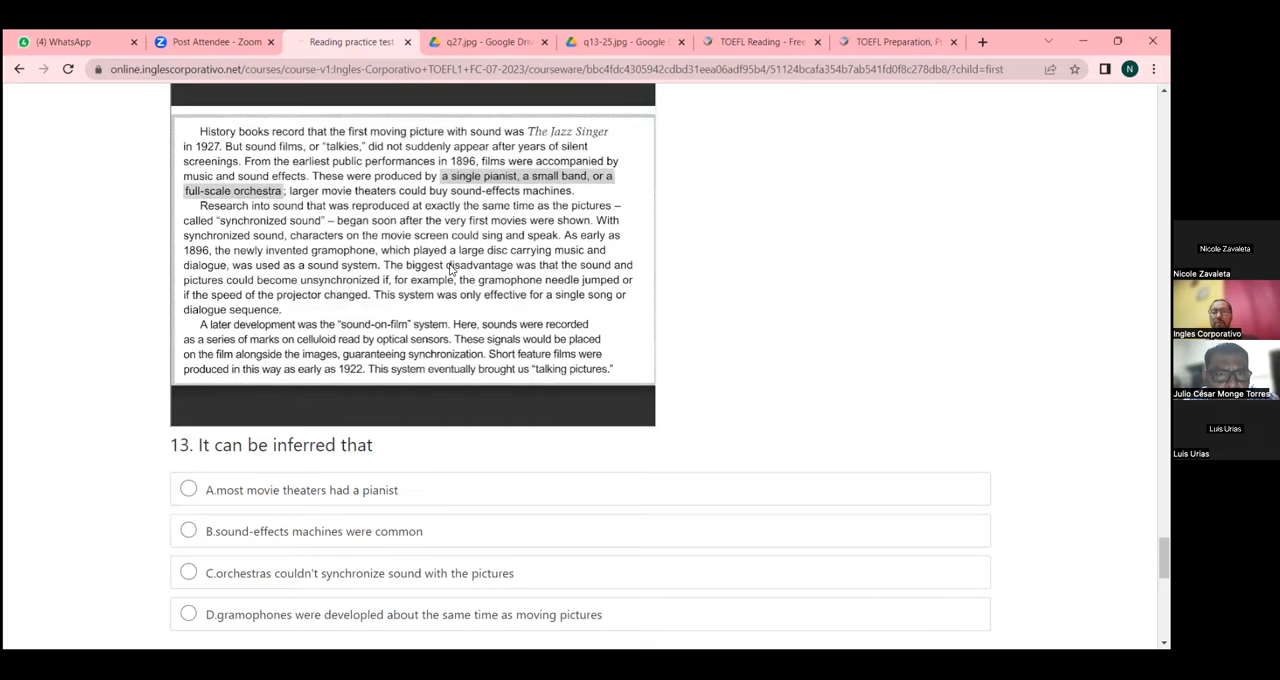 (4) WhatsApp
Post Attendee - Zoom
Reading practice test
q27.jpg - Google Driv
q13-25.jpg - Google
TOEFL Reading - Free
TOEFL Preparation, P
online.inglescorporativo.net/courses/course-v1:Ingles-Corporativo+TOEFL1+FC-07-2023/courseware/bbc4fdc4305942cdbd31eea06adf95b4/51124bcafa354b7ab541fd0f8c278db8/?child=first
N
History books record that the first moving picture with sound was The Jazz Singer
in 1927. But sound films, or "talkies," did not suddenly appear after years of silent
screenings. From the earliest public performances in 1896, films were accompanied by
music and sound effects. These were produced by a single pianist, a small band, or a
full-scale orchestra; larger movie theaters could buy sound-effects machines.
Research into sound that was reproduced at exactly the same time as the pictures –
called "synchronized sound" – began soon after the very first movies were shown. With
synchronized sound, characters on the movie screen could sing and speak. As early as
1896, the newly invented gramophone, which played a large disc carrying music and
dialogue, was used as a sound system. The biggest disadvantage was that the sound and
pictures could become unsynchronized if, for example, the gramophone needle jumped or
if the speed of the projector changed. This system was only effective for a single song or
dialogue sequence.
A later development was the "sound-on-film" system. Here, sounds were recorded
as a series of marks on celluloid read by optical sensors. These signals would be placed
on the film alongside the images, guaranteeing synchronization. Short feature films were
produced in this way as early as 1922. This system eventually brought us "talking pictures."
13. It can be inferred that
A.most movie theaters had a pianist
B.sound-effects machines were common
C.orchestras couldn't synchronize sound with the pictures
D.gramophones were developled about the same time as moving pictures
Nicole Zavaleta
Nicole Zavaleta
Ingles Corporativo
Julio César Monge Torres
Luis Urias
Luis Urias